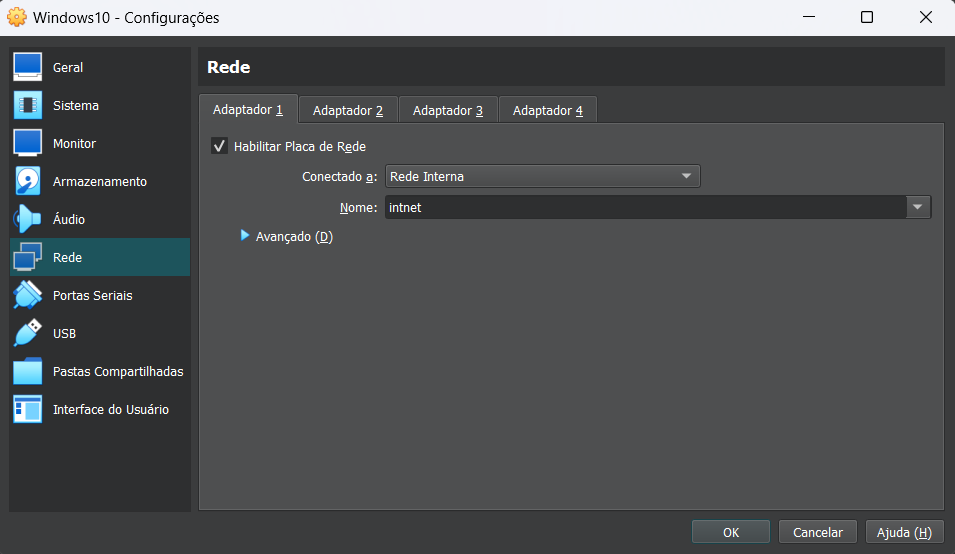 Windows10 - Configurações
Geral
Sistema
Monitor
Armazenamento
Áudio
Rede
Portas Seriais
USB
Pastas Compartilhadas
Interface do Usuário
Rede
Adaptador 1 Adaptador 2 Adaptador 3 Adaptador 4
Habilitar Placa de Rede
Conectado a: Rede Interna
Nome: intnet
Avançado (D)
OK Cancelar Ajuda (H)